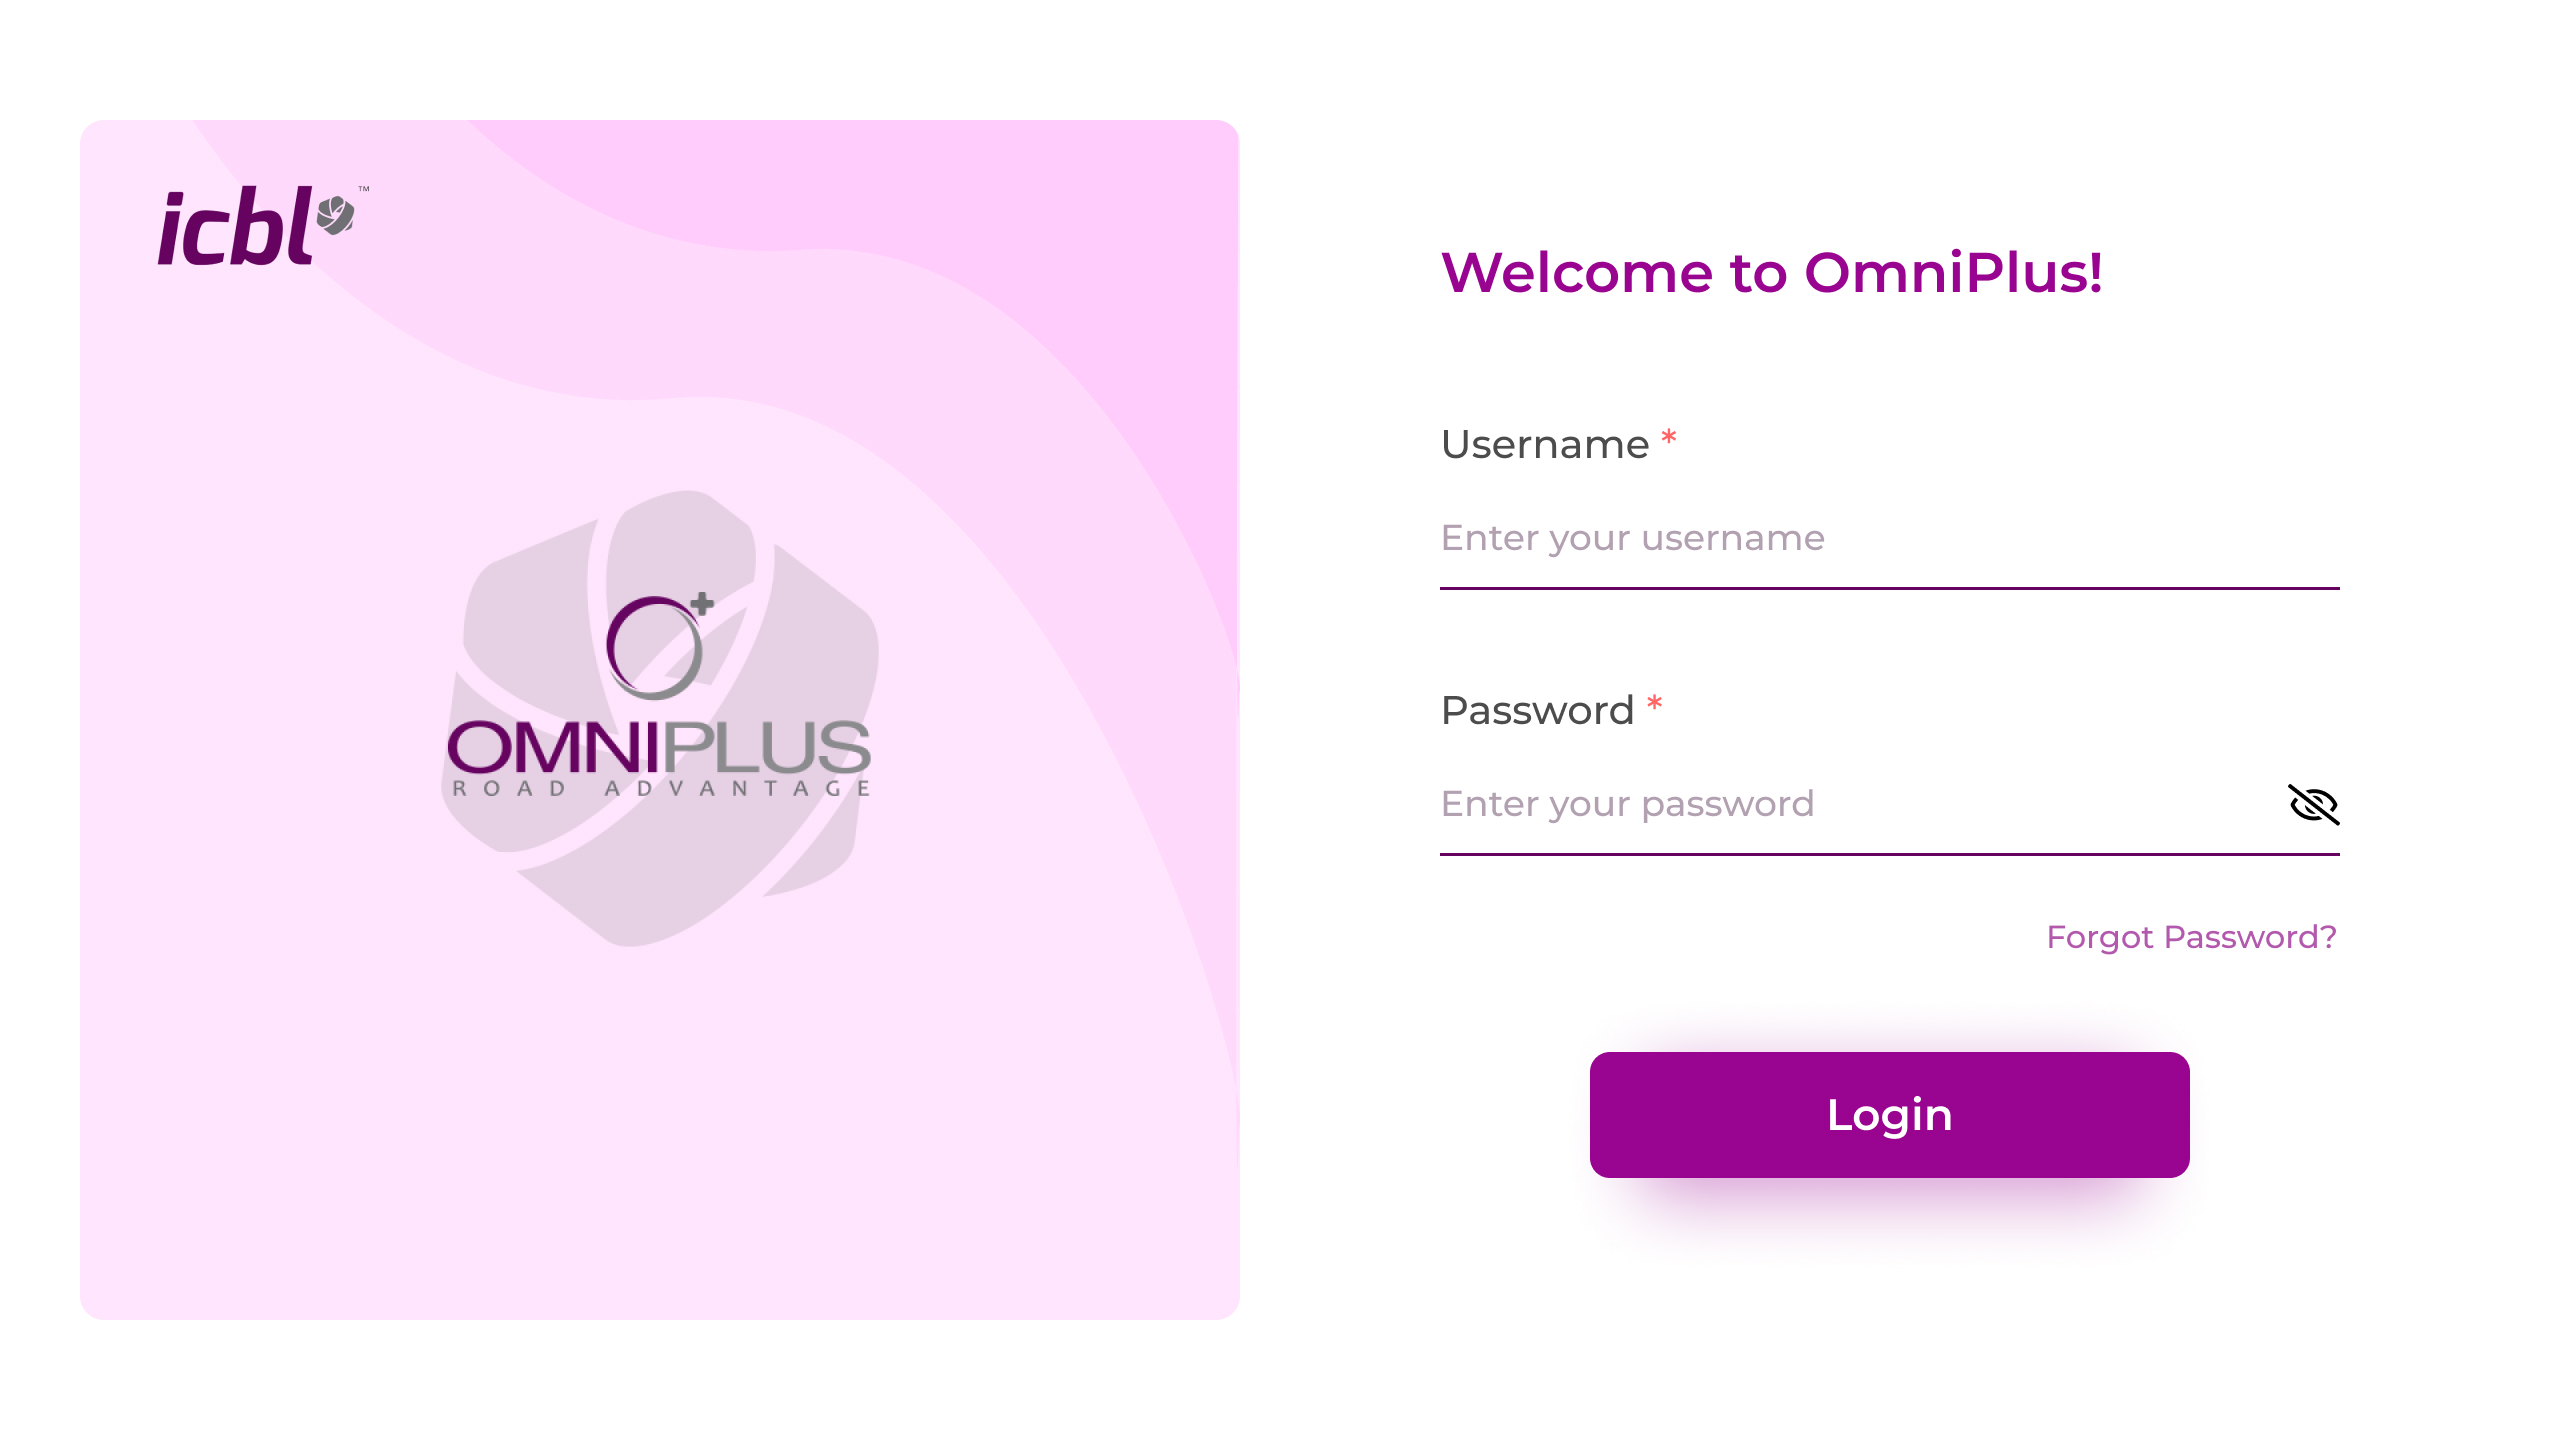 icbl™
OMNIPLUS
ROAD ADVANTAGE
Welcome to OmniPlus!
Username *
Enter your username
Password *
Enter your password
Forgot Password?
Login